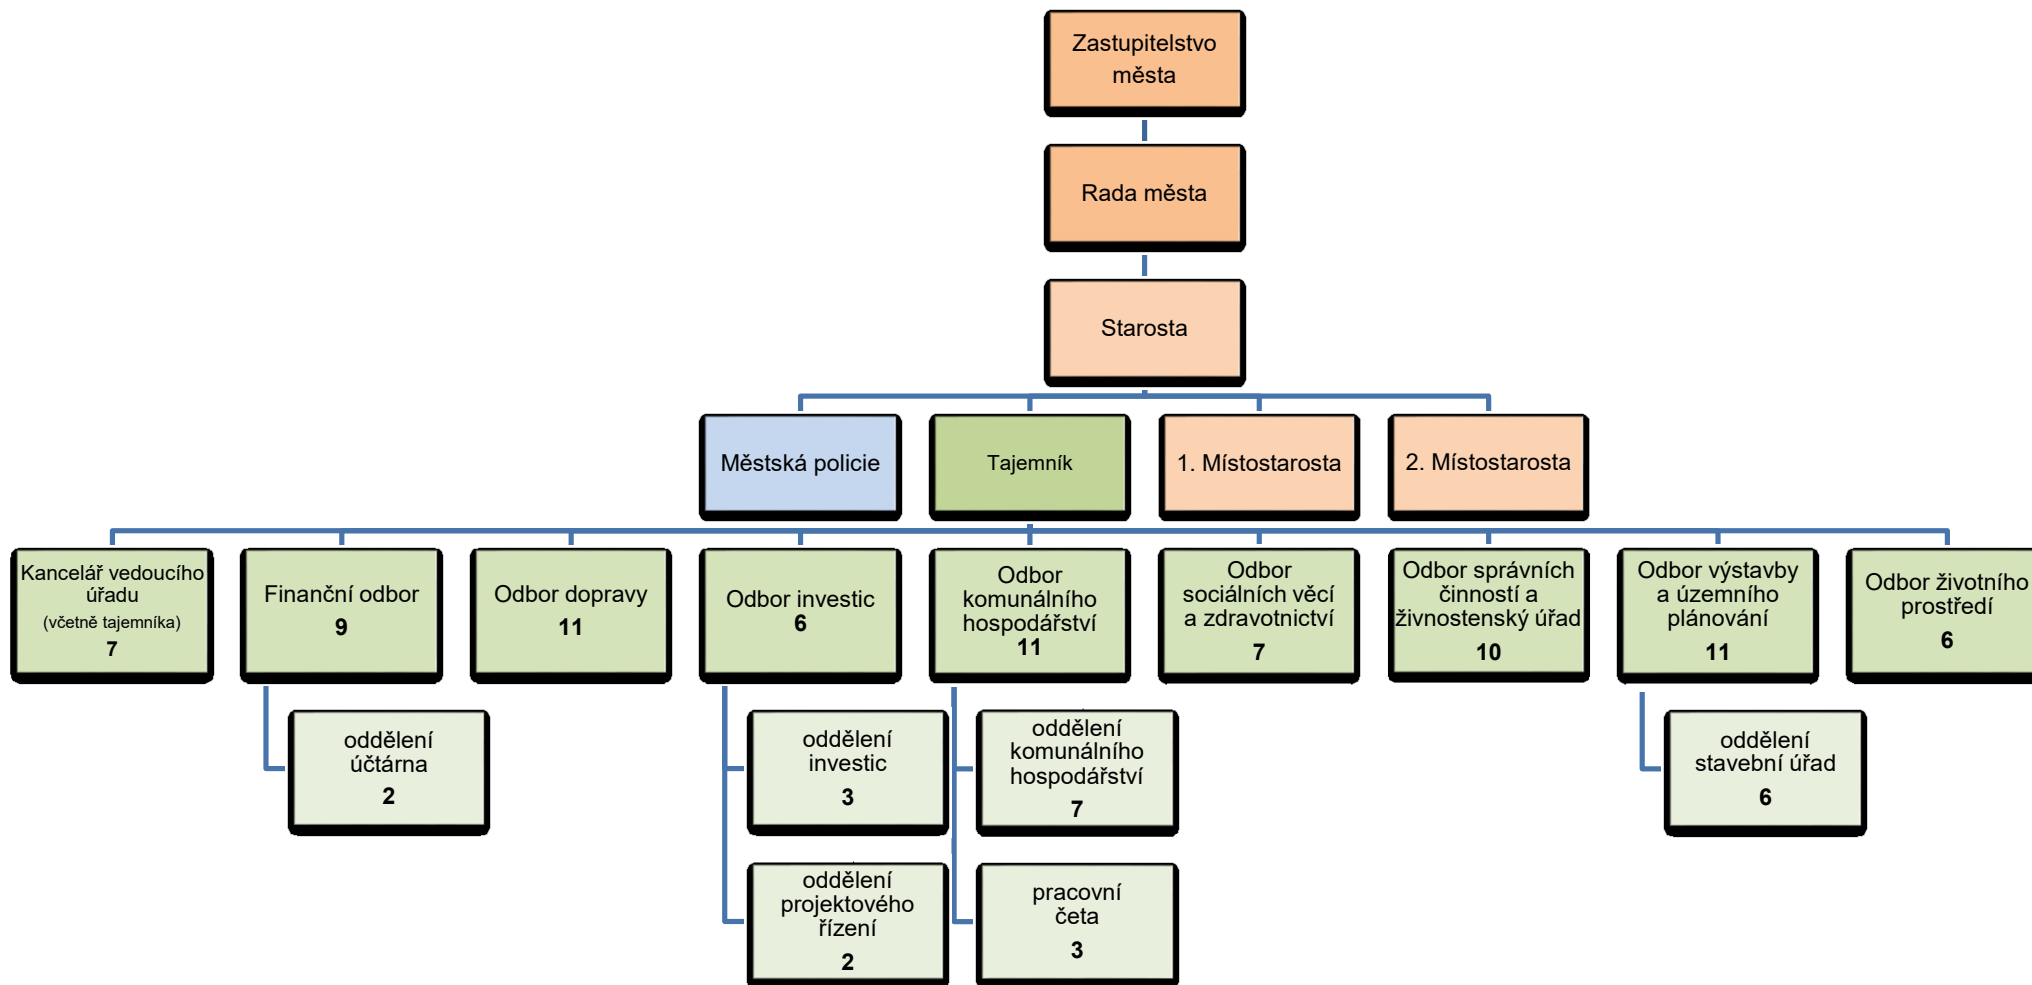 Zastupitelstvo
města
Rada města
Starosta
Městská policie
Tajemník
1. Místostarosta
2. Místostarosta
Kancelář vedoucího
úřadu
(včetně tajemníka)
7
Finanční odbor
9
Odbor dopravy
11
Odbor investic
6
Odbor
komunálního
hospodářství
11
Odbor
sociálních věcí
a zdravotnictví
7
Odbor správních
činností a
živnostenský úřad
10
Odbor výstavby
a územního
plánování
11
Odbor životního
prostředí
6
oddělení
účtárna
2
oddělení
investic
3
oddělení
komunálního
hospodářství
7
oddělení
stavební úřad
6
oddělení
projektového
řízení
2
pracovní
četa
3